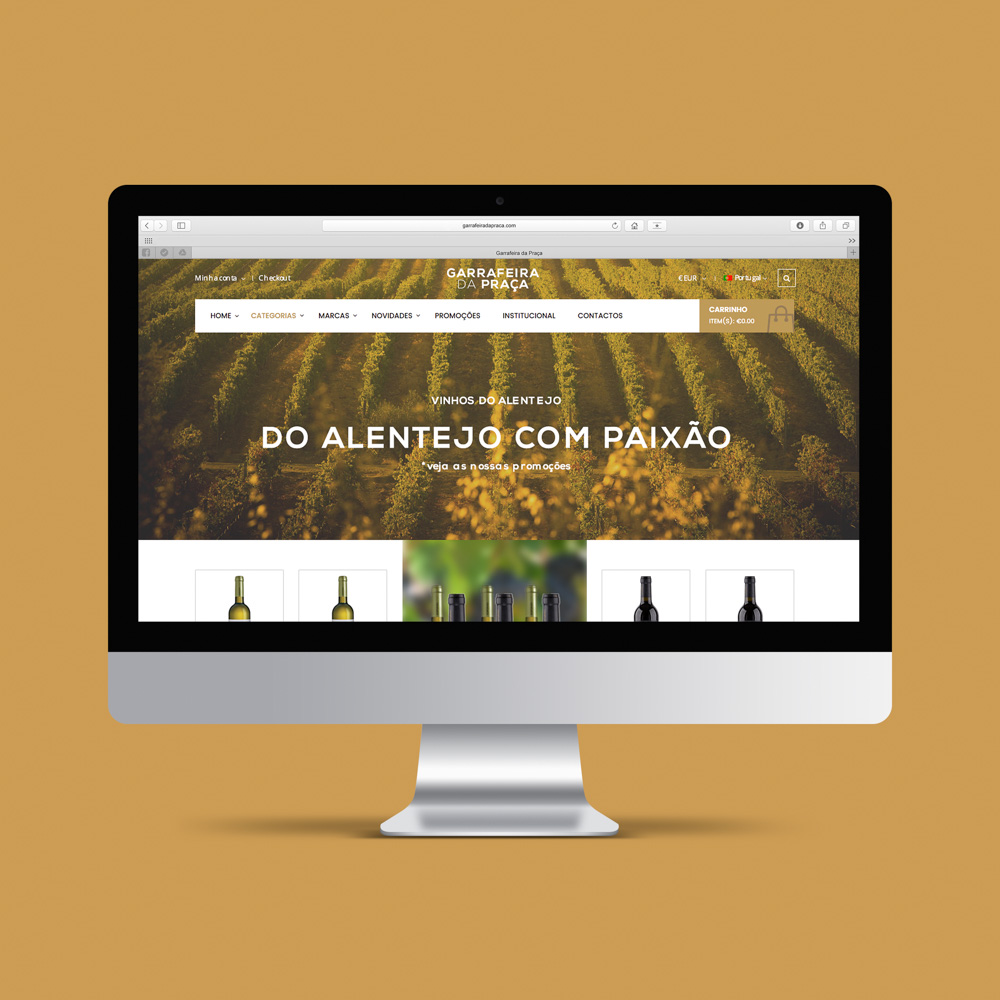 garrafeiradapraca.com
Garrafeira da Praça
Minha conta
Checkout
GARRAFEIRA
DA PRAÇA
€ EUR
Portugal
HOME
CATEGORIAS
MARCAS
NOVIDADES
PROMOÇÕES
INSTITUCIONAL
CONTACTOS
CARRINHO
ITEM(S): €0.00
VINHOS DO ALENTEJO
DO ALENTEJO COM PAIXÃO
*veja as nossas promoções